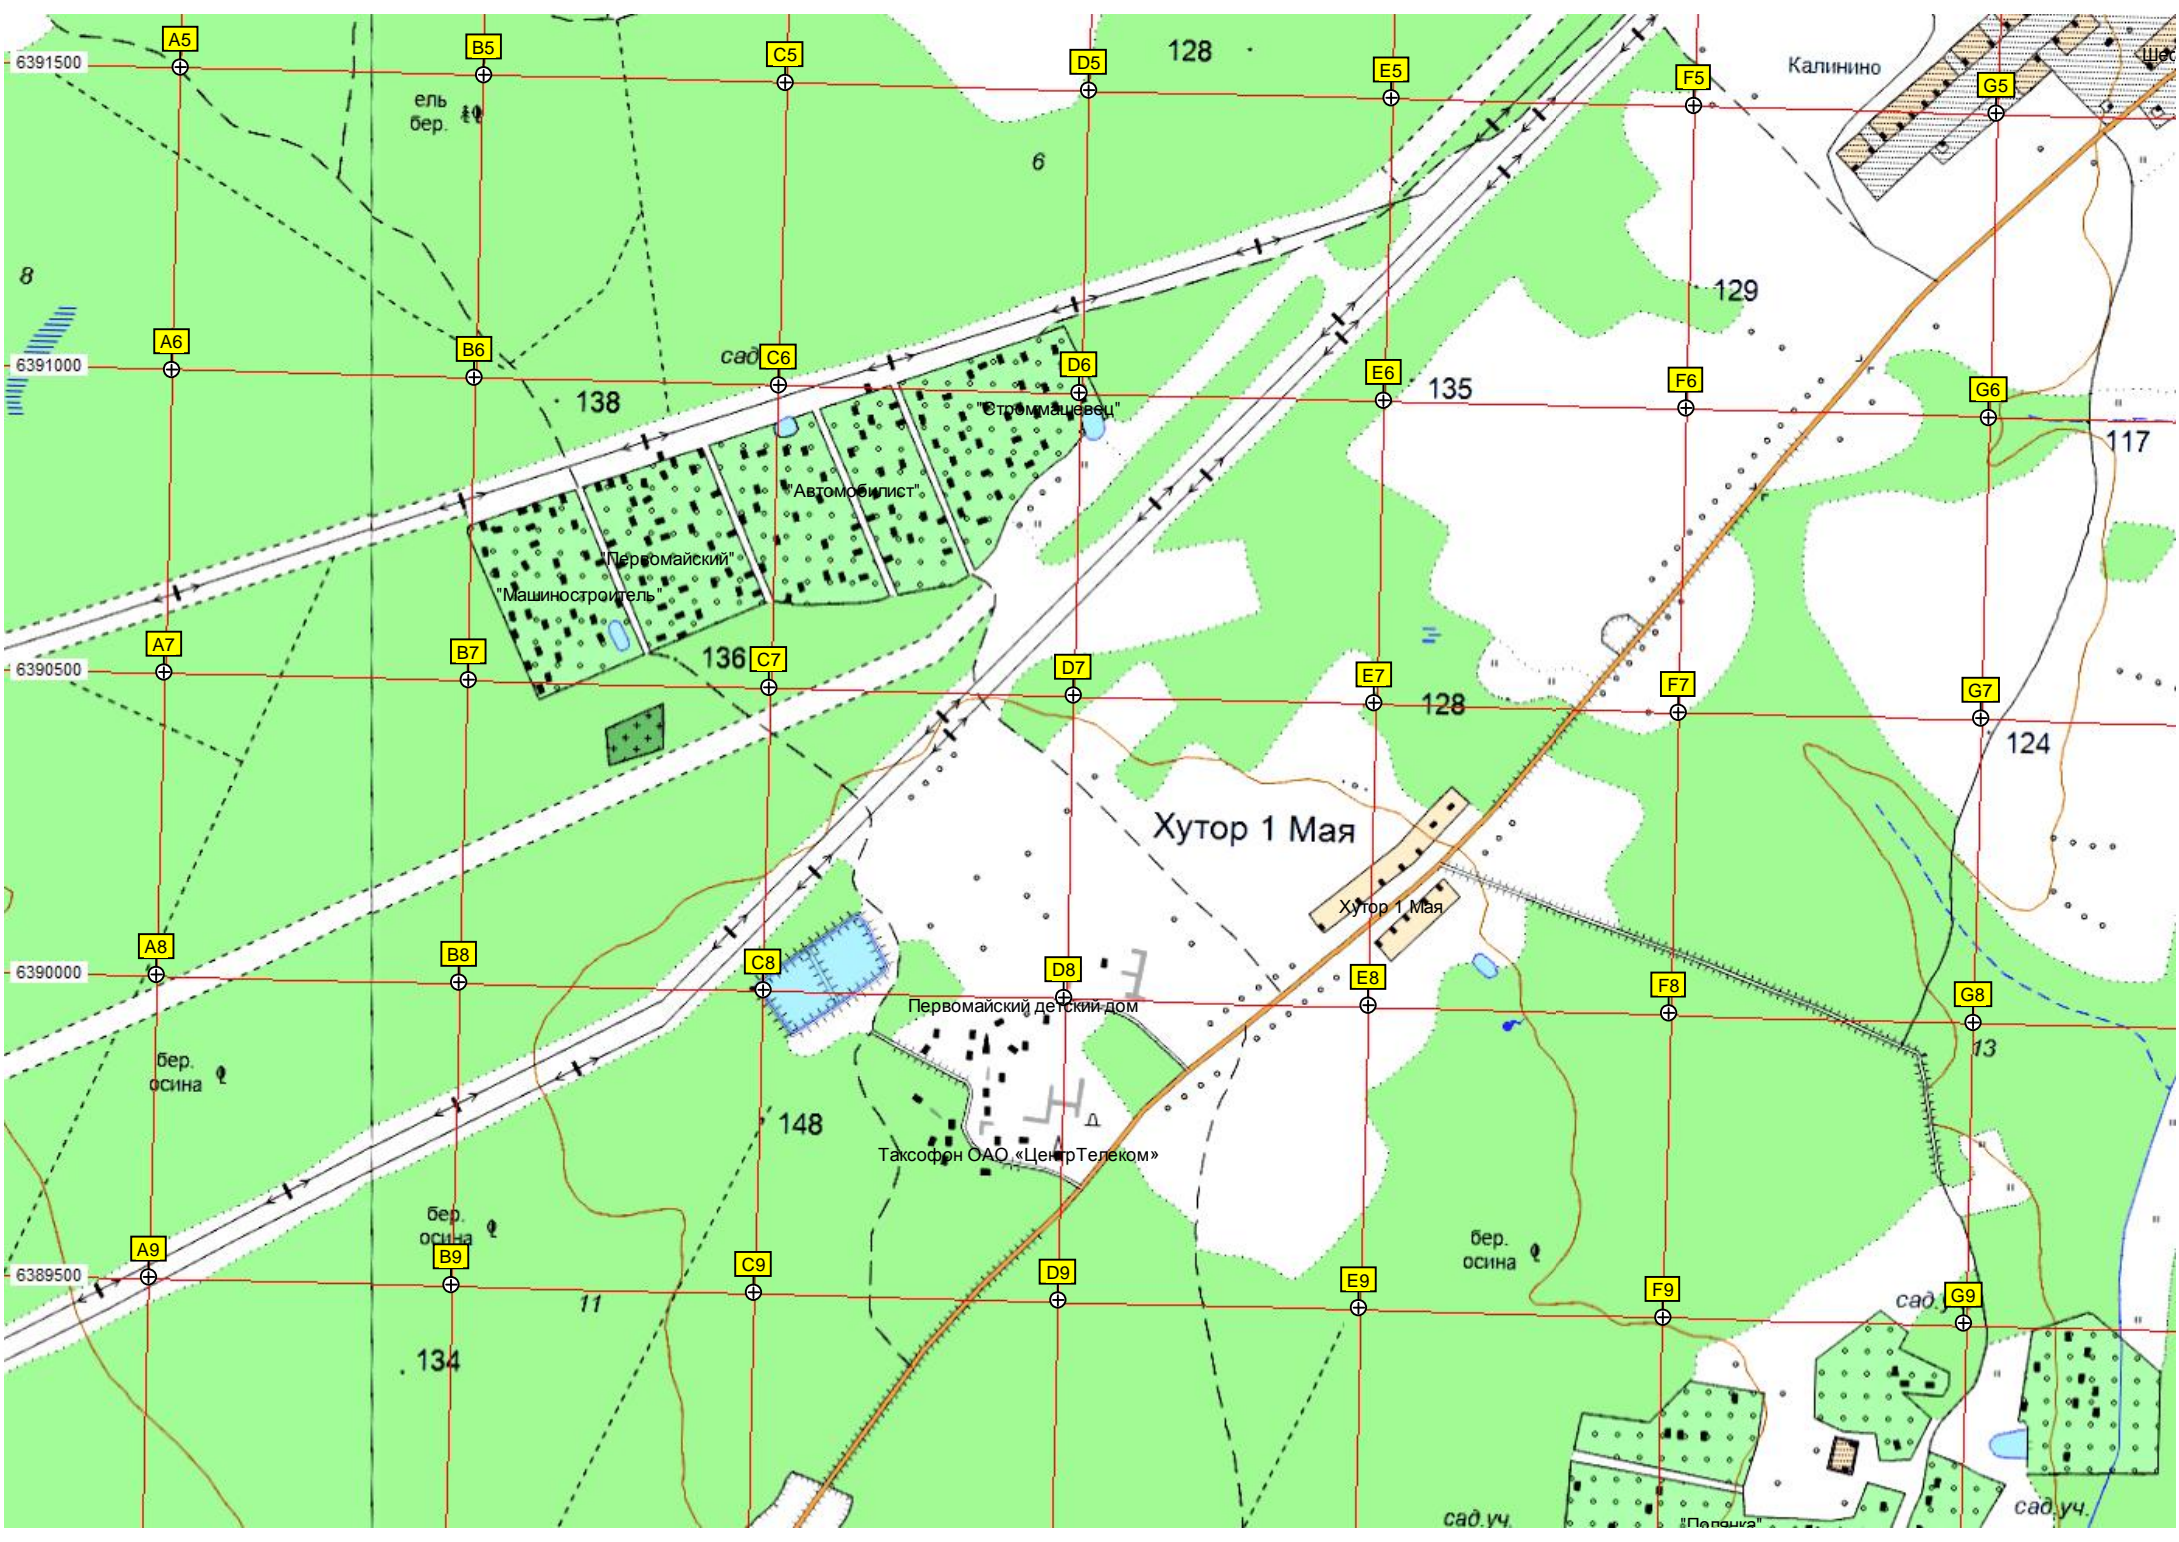 A5
B5
C5
D5
E5
F5
G5
6391500
128
Калинино
ель
бер.
6
8
129
A6
B6
C6
D6
E6
F6
G6
6391000
сад
138
135
117
"Строммашевец"
"Автомобилист"
"Первомайский"
"Машиностроитель"
A7
B7
C7
D7
E7
F7
G7
6390500
136
128
124
Хутор 1 Мая
Хутор 1 Мая
A8
B8
C8
D8
E8
F8
G8
6390000
Первомайский детский дом
13
бер.
осина
148
Таксофон ОАО «ЦентрТелеком»
бер.
осина
бер.
осина
A9
B9
C9
D9
E9
F9
G9
6389500
11
134
сад.уч.
сад.уч.
"Полянка"